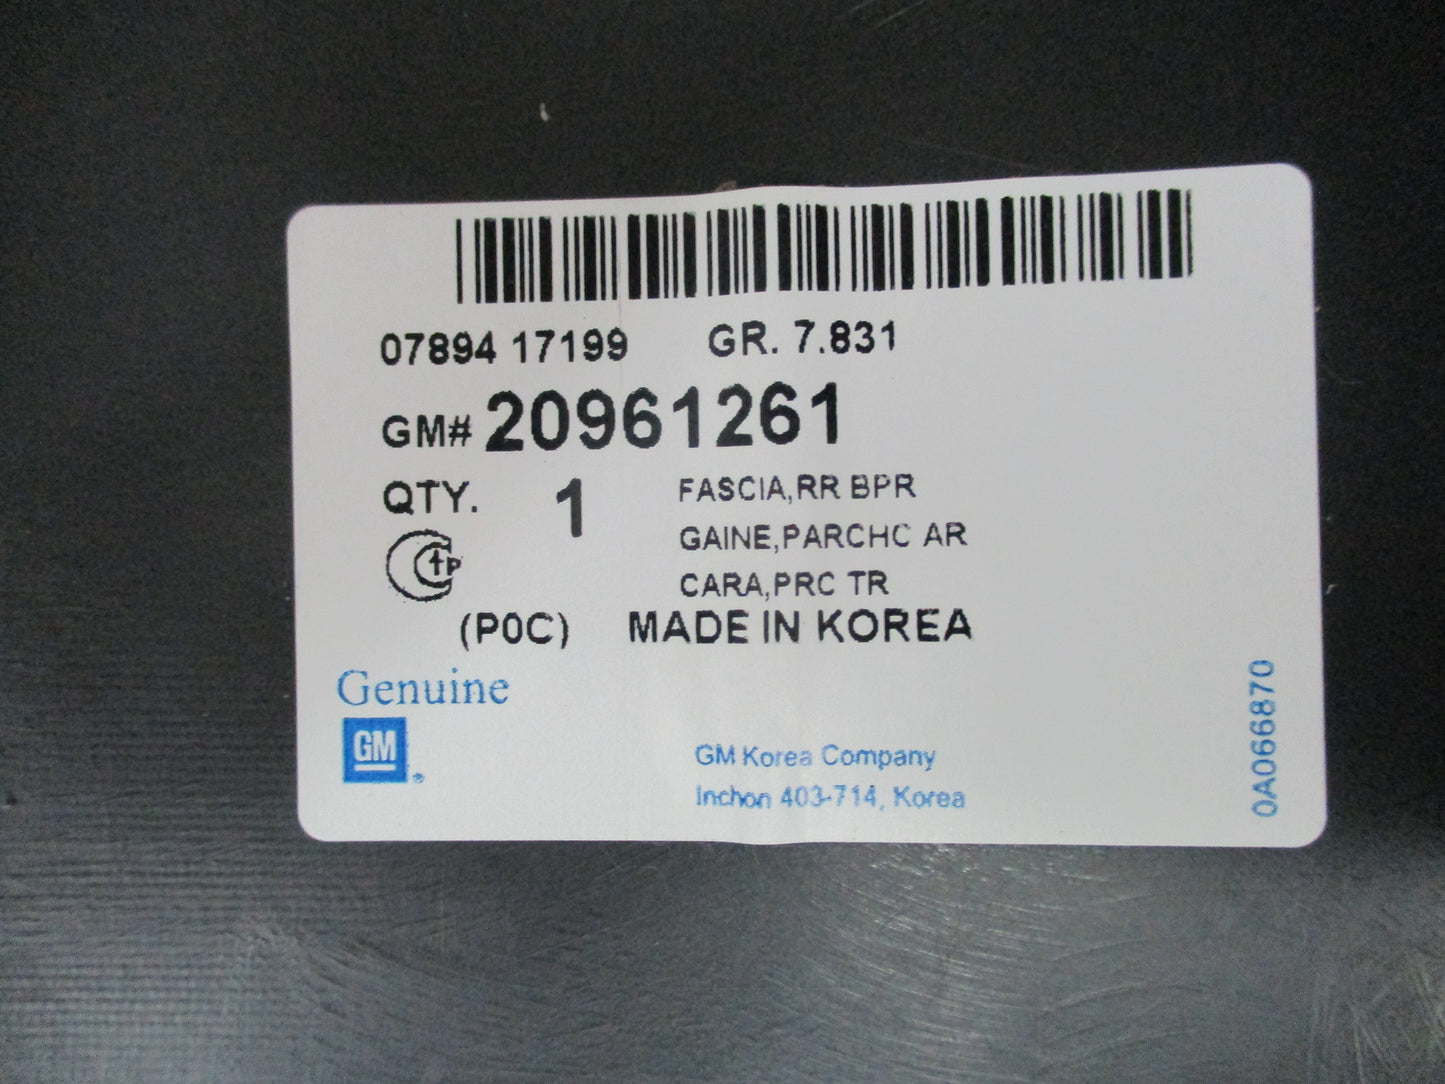 07894 17199 GR. 7.831
GM# 20961261
QTY. 1 FASCIA,RR BPR
GAINE,PARCHC AR
CARA,PRC TR
(P0C) MADE IN KOREA
Genuine
GM
GM Korea Company
Inchon 403-714, Korea
0A066870